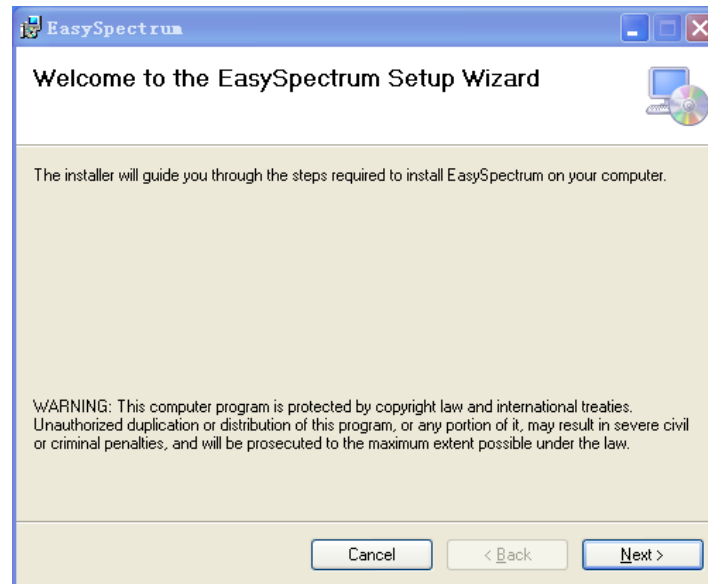 EasySpectrum
Welcome to the EasySpectrum Setup Wizard
The installer will guide you through the steps required to install EasySpectrum on your computer.
WARNING: This computer program is protected by copyright law and international treaties.
Unauthorized duplication or distribution of this program, or any portion of it, may result in severe civil
or criminal penalties, and will be prosecuted to the maximum extent possible under the law.
Cancel
< Back
Next >